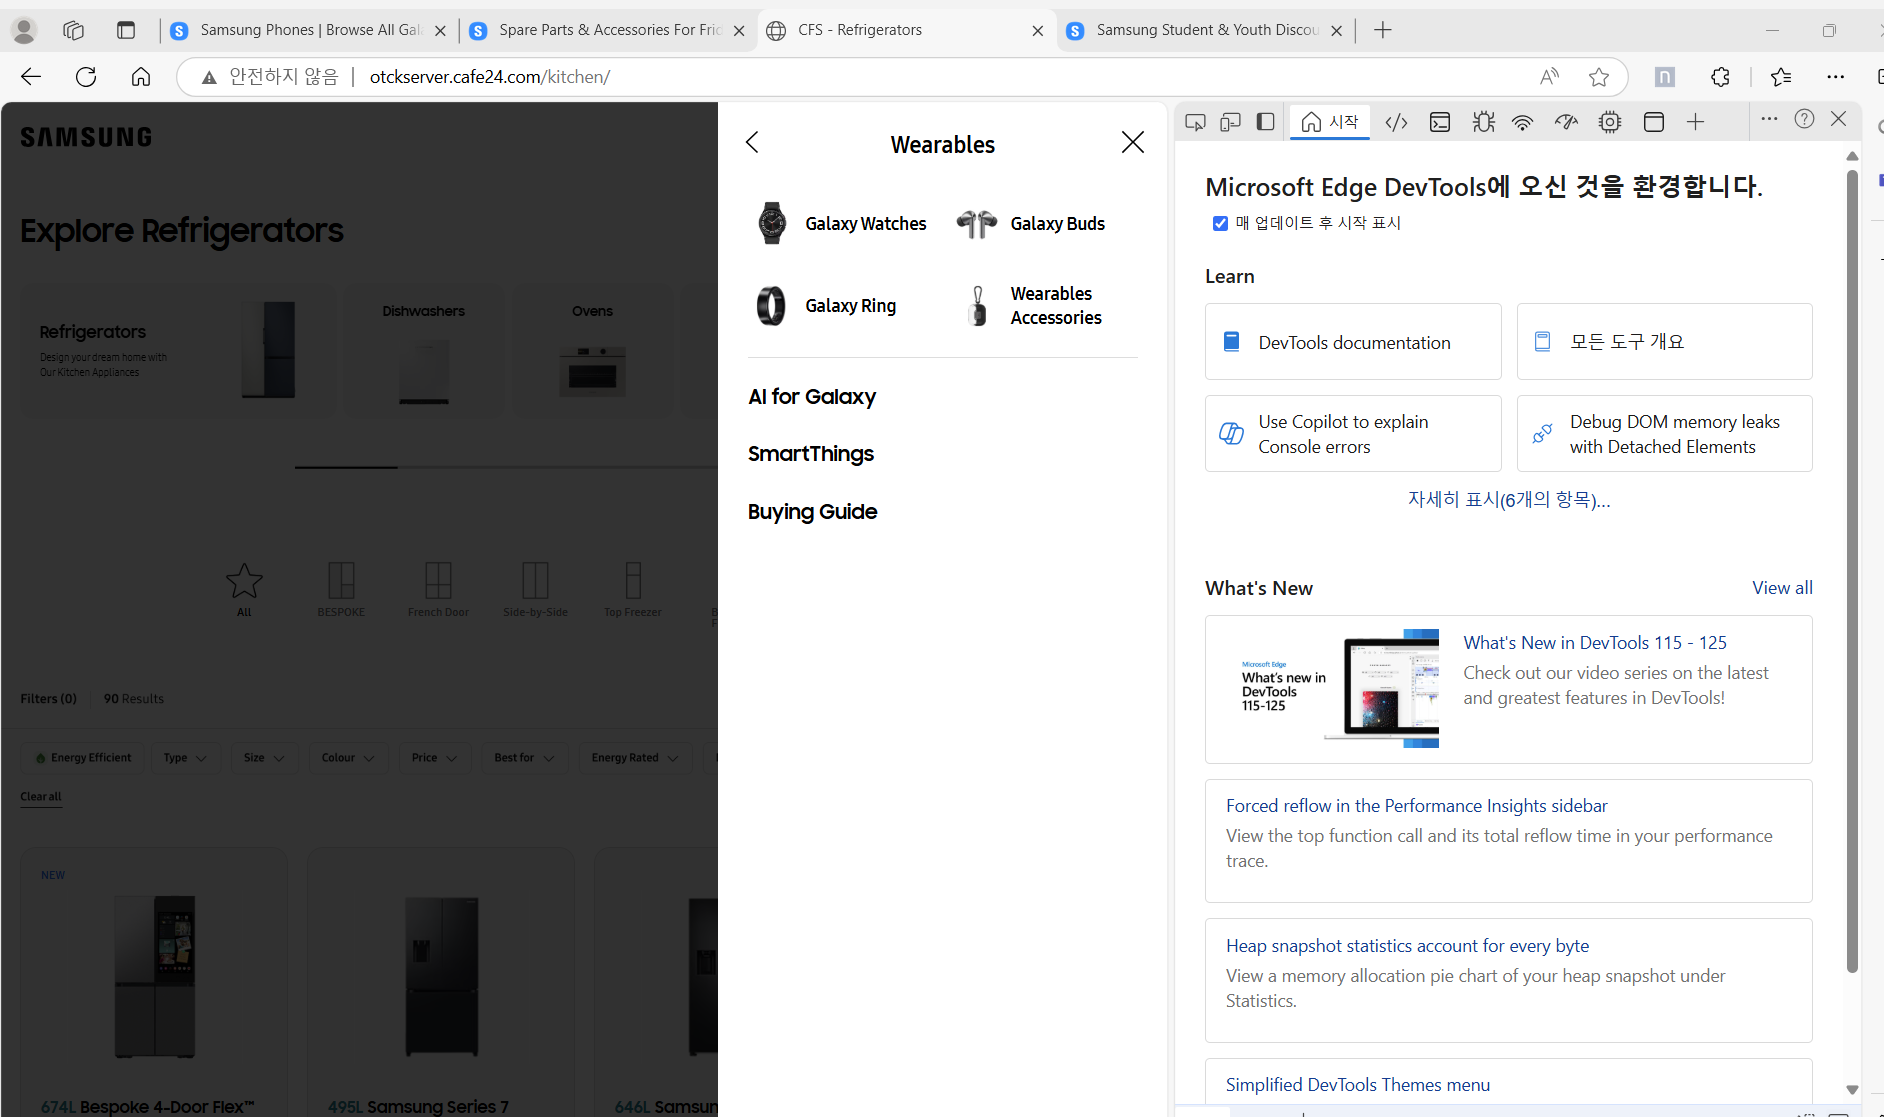 Samsung Phones | Browse All Gal
Spare Parts & Accessories For Frid
CFS - Refrigerators
Samsung Student & Youth Discou
안전하지 않음
otckserver.cafe24.com/kitchen/
SAMSUNG
Explore Refrigerators
Refrigerators
Design your dream home with
Our Kitchen Appliances
Dishwashers
Ovens
All
BESPOKE
French Door
Side-by-Side
Top Freezer
Filters (0)
90 Results
Energy Efficient
Type
Size
Colour
Price
Best for
Energy Rated
Clear all
NEW
674L Bespoke 4-Door Flex™
495L Samsung Series 7
646L Samsun
Wearables
Galaxy Watches
Galaxy Buds
Galaxy Ring
Wearables
Accessories
AI for Galaxy
SmartThings
Buying Guide
시작
Microsoft Edge DevTools에 오신 것을 환경합니다.
매 업데이트 후 시작 표시
Learn
DevTools documentation
모든 도구 개요
Use Copilot to explain
Console errors
Debug DOM memory leaks
with Detached Elements
자세히 표시(6개의 항목)...
What's New
View all
Microsoft Edge
What's new in
DevTools
115-125
What's New in DevTools 115 - 125
Check out our video series on the latest
and greatest features in DevTools!
Forced reflow in the Performance Insights sidebar
View the top function call and its total reflow time in your performance
trace.
Heap snapshot statistics account for every byte
View a memory allocation pie chart of your heap snapshot under
Statistics.
Simplified DevTools Themes menu